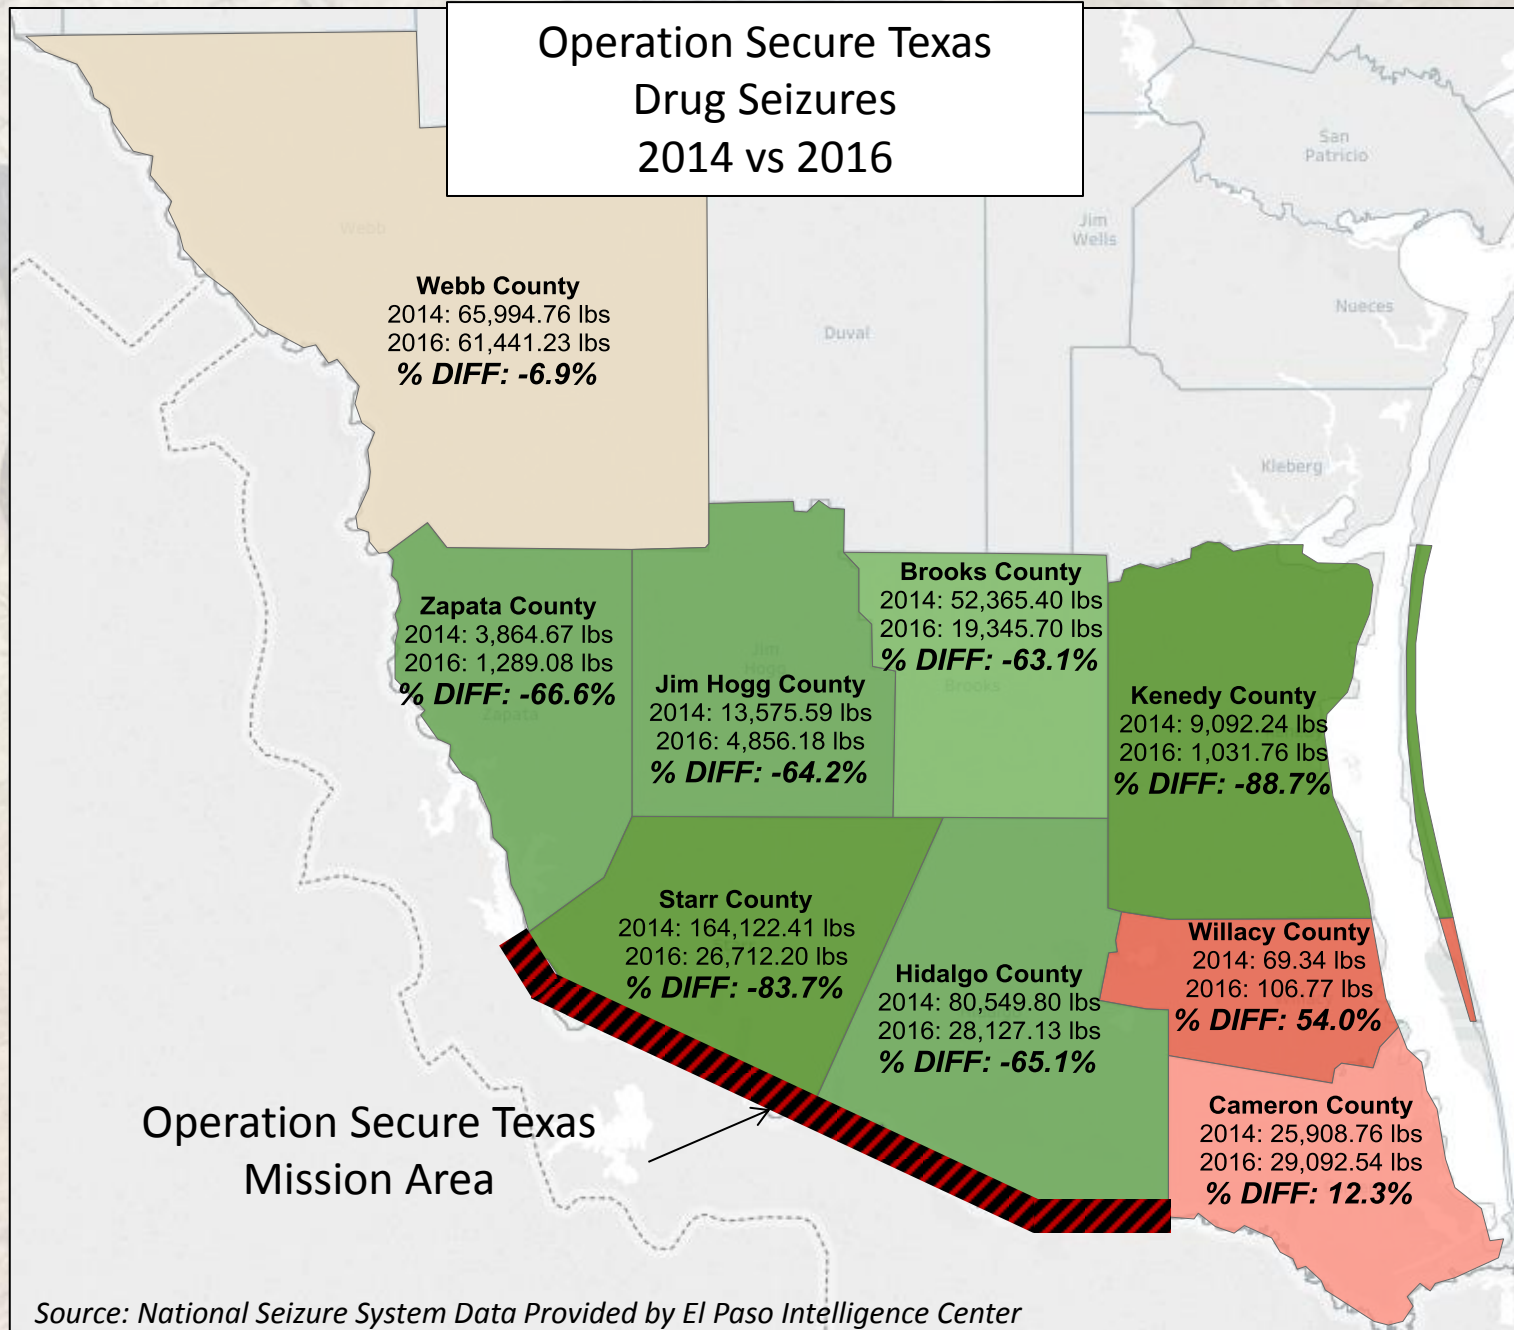 Operation Secure Texas
Drug Seizures
2014 vs 2016
San
Patricio
Webb
Jim
Wells
Webb County
2014: 65,994.76 lbs
2016: 61,441.23 lbs
% DIFF: -6.9%
Nueces
Duval
Kleberg
Zapata County
2014: 3,864.67 lbs
2016: 1,289.08 lbs
% DIFF: -66.6%
Zapata
Jim
Hogg
Jim Hogg County
2014: 13,575.59 lbs
2016: 4,856.18 lbs
% DIFF: -64.2%
Brooks County
2014: 52,365.40 lbs
2016: 19,345.70 lbs
% DIFF: -63.1%
Brooks
Kenedy County
2014: 9,092.24 lbs
2016: 1,031.76 lbs
% DIFF: -88.7%
Starr County
2014: 164,122.41 lbs
2016: 26,712.20 lbs
% DIFF: -83.7%
Hidalgo County
2014: 80,549.80 lbs
2016: 28,127.13 lbs
% DIFF: -65.1%
Willacy County
2014: 69.34 lbs
2016: 106.77 lbs
% DIFF: 54.0%
Cameron County
2014: 25,908.76 lbs
2016: 29,092.54 lbs
% DIFF: 12.3%
Operation Secure Texas
Mission Area
Source: National Seizure System Data Provided by El Paso Intelligence Center